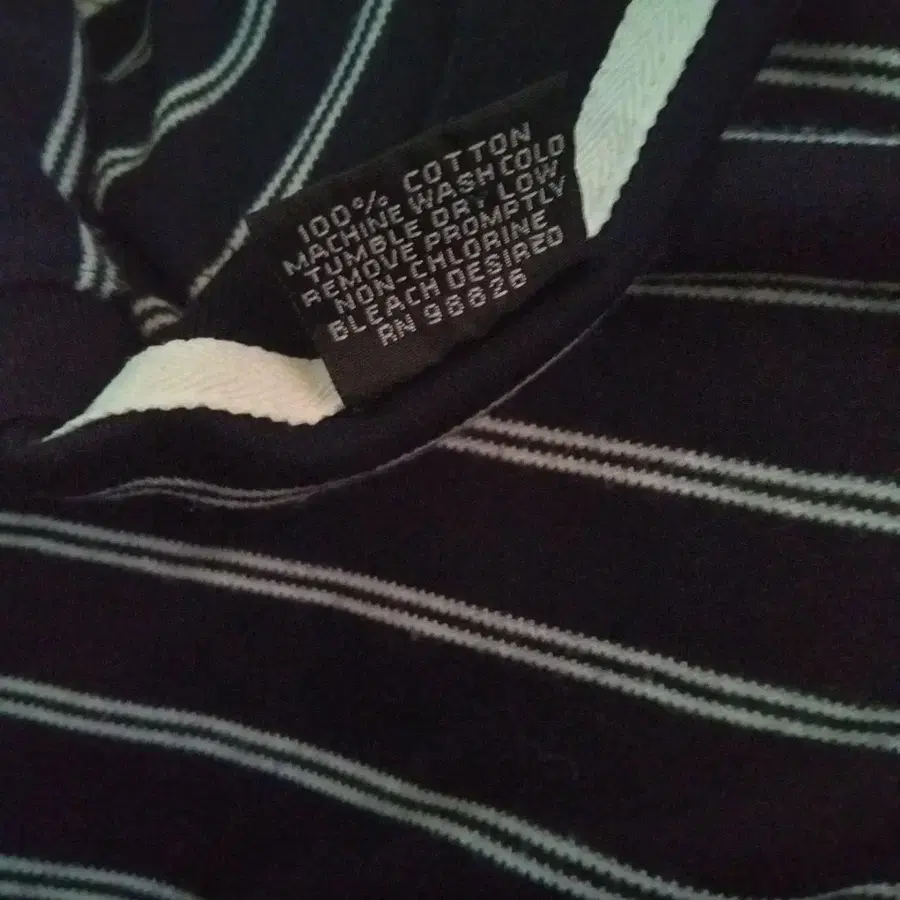 100% COTTON
MACHINE WASH COLD
TUMBLE DRY LOW
REMOVE PROMPTLY
NON-CHLORINE
BLEACH DESIRED
RN 96626